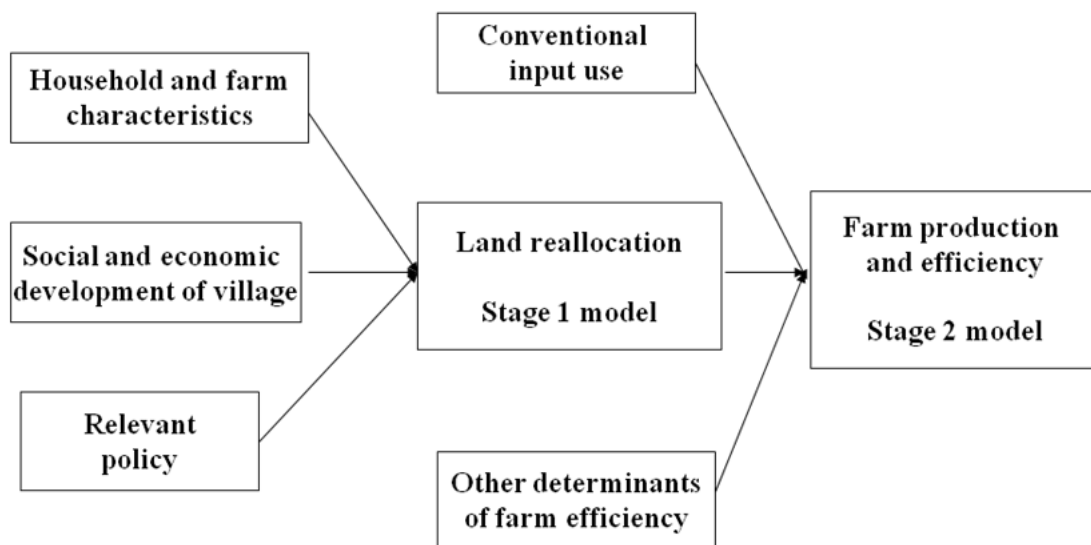 Household and farm
characteristics
Social and economic
development of village
Relevant
policy
Conventional
input use
Land reallocation
Stage 1 model
Other determinants
of farm efficiency
Farm production
and efficiency
Stage 2 model